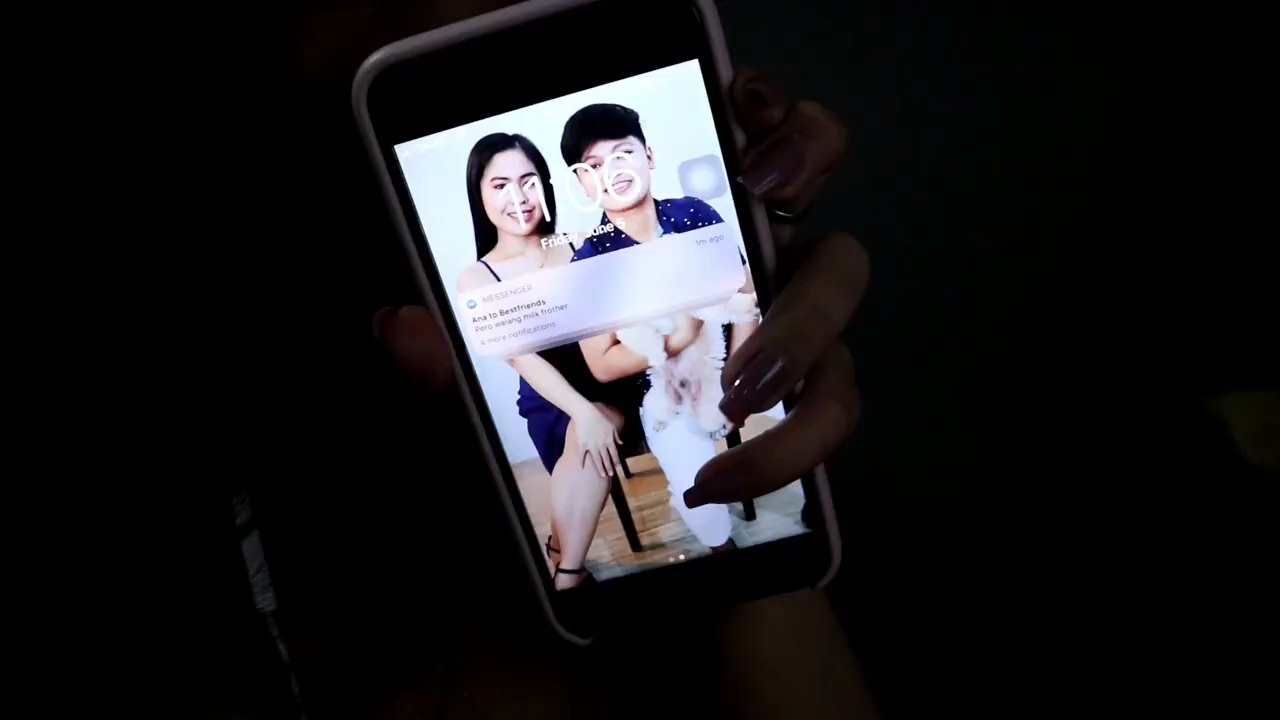 11:06
Friday, June 5
MESSENGER 1m ago
Ana to Bestfriends
Pero walang milk frother
4 more notifications